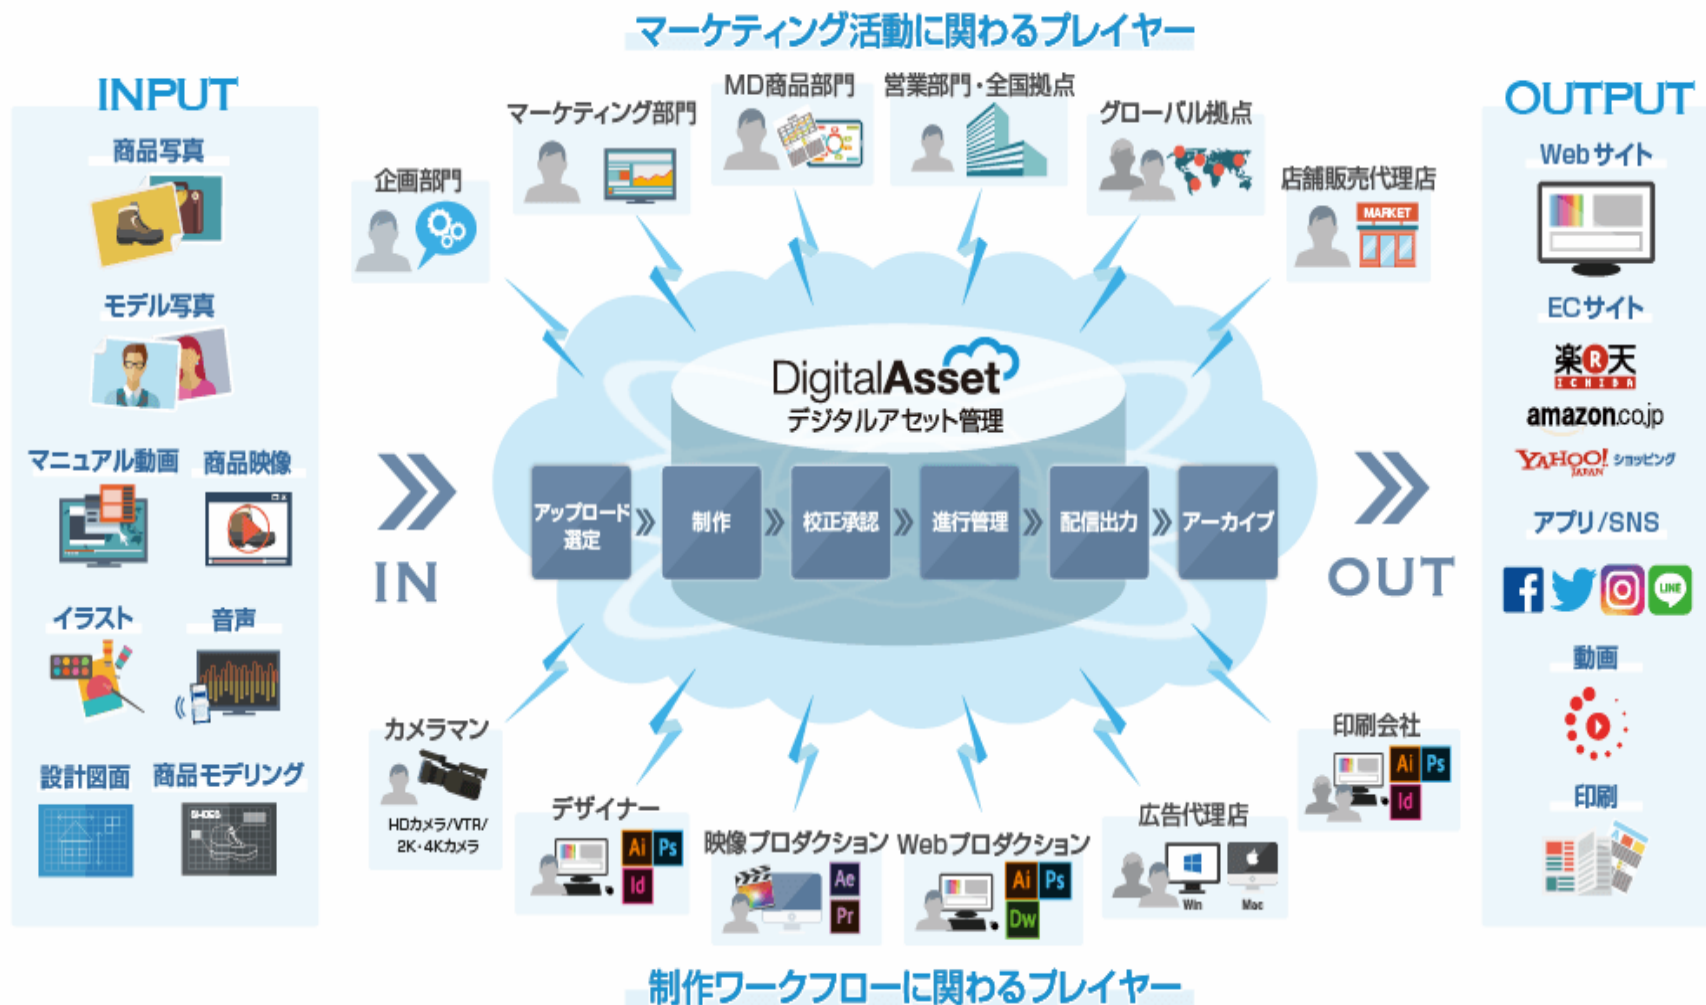 マーケティング活動に関わるプレイヤー
INPUT
商品写真
モデル写真
マニュアル動画
商品映像
イラスト
音声
設計図面
商品モデリング
SHOES
企画部門
マーケティング部門
MD商品部門
営業部門・全国拠点
グローバル拠点
店舗販売代理店
MARKET
IN
DigitalAsset
デジタルアセット管理
アップロード
選定
制作
校正承認
進行管理
配信出力
アーカイブ
OUT
カメラマン
HDカメラ/VTR/
2K・4Kカメラ
デザイナー
Ai Ps
Id
映像プロダクション
Ae
Pr
Webプロダクション
Ai Ps
Dw
広告代理店
Win Mac
印刷会社
Ai Ps
Id
制作ワークフローに関わるプレイヤー
OUTPUT
Webサイト
ECサイト
楽R天
ICHIBA
amazon.co.jp
YAHOO! ショッピング
JAPAN
アプリ/SNS
f
LINE
動画
印刷